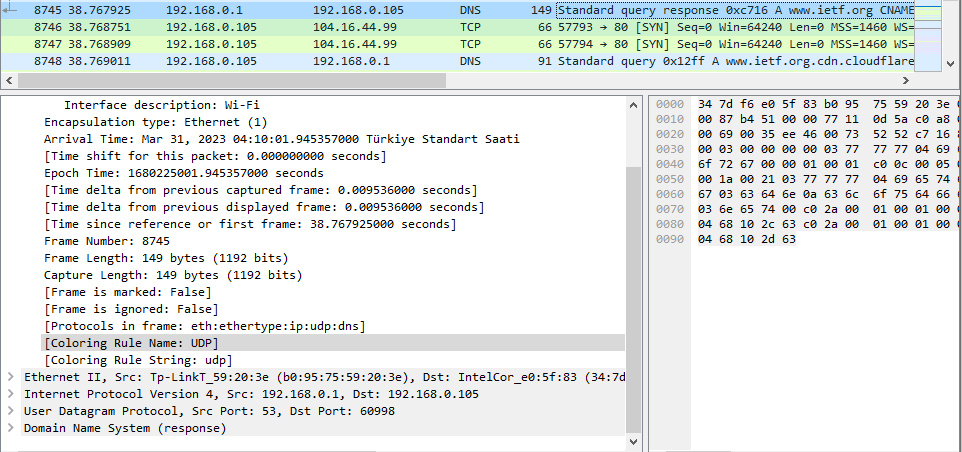 8745 38.767925 192.168.0.1 192.168.0.105 DNS 149 Standard query response 0xc716 A www.ietf.org CNAME
8746 38.768751 192.168.0.105 104.16.44.99 TCP 66 57793 → 80 [SYN] Seq=0 Win=64240 Len=0 MSS=1460 WS=
8747 38.768909 192.168.0.105 104.16.44.99 TCP 66 57794 → 80 [SYN] Seq=0 Win=64240 Len=0 MSS=1460 WS=
8748 38.769011 192.168.0.105 192.168.0.1 DNS 91 Standard query 0x12ff A www.ietf.org.cdn.cloudflare
Interface description: Wi-Fi
Encapsulation type: Ethernet (1)
Arrival Time: Mar 31, 2023 04:10:01.945357000 Türkiye Standart Saati
[Time shift for this packet: 0.000000000 seconds]
Epoch Time: 1680225001.945357000 seconds
[Time delta from previous captured frame: 0.009536000 seconds]
[Time delta from previous displayed frame: 0.009536000 seconds]
[Time since reference or first frame: 38.767925000 seconds]
Frame Number: 8745
Frame Length: 149 bytes (1192 bits)
Capture Length: 149 bytes (1192 bits)
[Frame is marked: False]
[Frame is ignored: False]
[Protocols in frame: eth:ethertype:ip:udp:dns]
[Coloring Rule Name: UDP]
[Coloring Rule String: udp]
Ethernet II, Src: Tp-LinkT_59:20:3e (b0:95:75:59:20:3e), Dst: IntelCor_e0:5f:83 (34:7d
Internet Protocol Version 4, Src: 192.168.0.1, Dst: 192.168.0.105
User Datagram Protocol, Src Port: 53, Dst Port: 60998
Domain Name System (response)
0000 34 7d f6 e0 5f 83 b0 95 75 59 20 3e 0
0010 00 87 b4 51 00 00 77 11 0d 5a c0 a8 0
0020 00 69 00 35 ee 46 00 73 52 52 c7 16 8
0030 00 03 00 00 00 00 03 77 77 77 04 69 6
0040 6f 72 67 00 00 01 00 01 c0 0c 00 05 0
0050 00 1a 00 21 03 77 77 77 04 69 65 74 6
0060 67 03 63 64 6e 0a 63 6c 6f 75 64 66 6
0070 03 6e 65 74 00 c0 2a 00 01 00 01 00 0
0080 04 68 10 2c 63 c0 2a 00 01 00 01 00 0
0090 04 68 10 2d 63